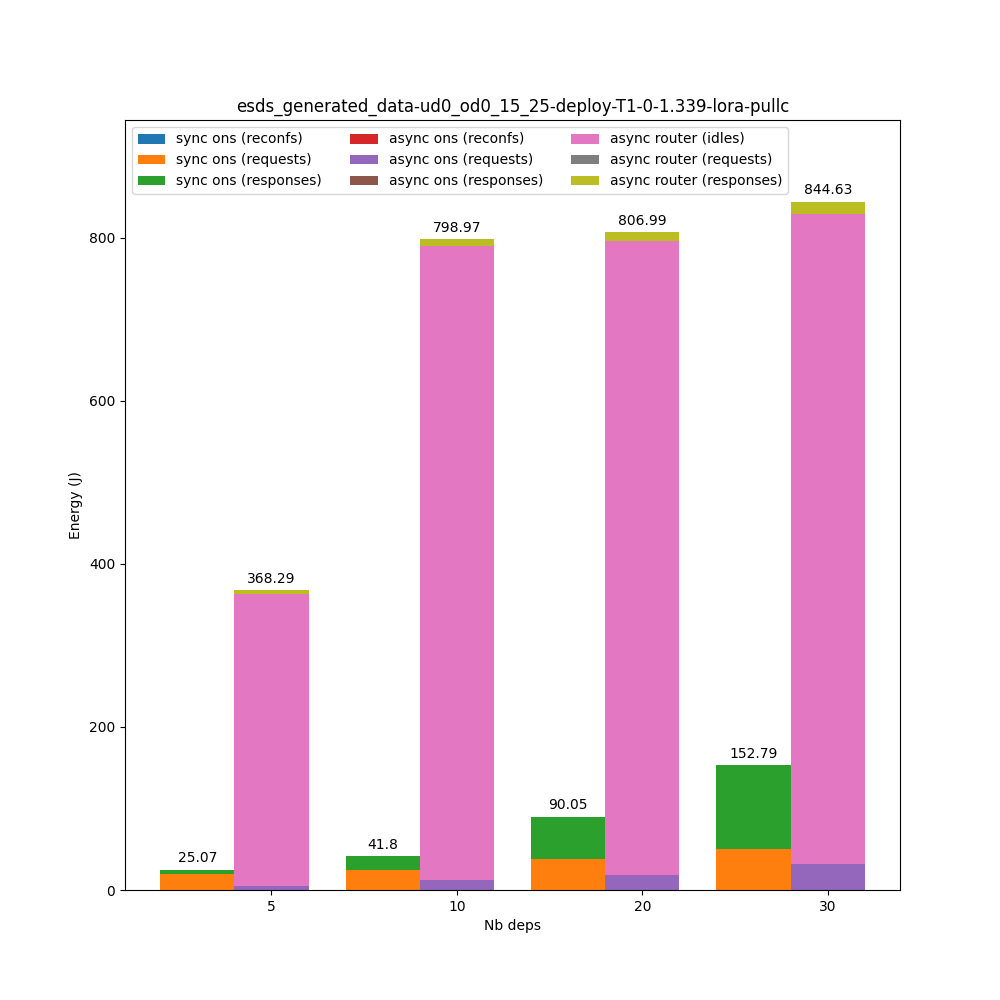 esds_generated_data-ud0_od0_15_25-deploy-T1-0-1.339-lora-pullc
sync ons (reconfs)
sync ons (requests)
sync ons (responses)
async ons (reconfs)
async ons (requests)
async ons (responses)
async router (idles)
async router (requests)
async router (responses)
844.63
806.99
798.97
368.29
152.79
90.05
41.8
25.07
800
600
400
200
0
Energy (J)
5
10
20
30
Nb deps